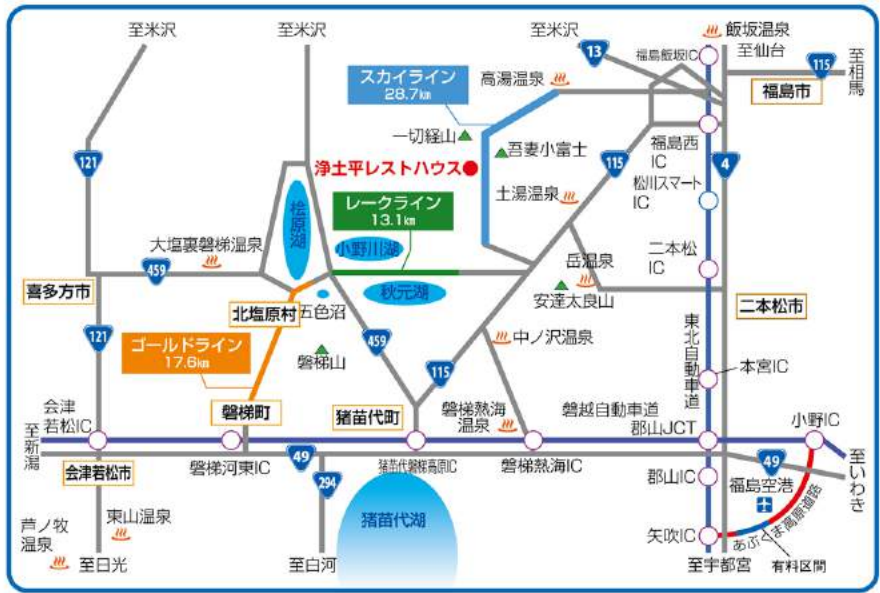 至米沢
至米沢
至米沢
13
福島飯坂IC
飯坂温泉
至仙台
至相馬
115
福島市
スカイライン
28.7km
高湯温泉
一切経山
吾妻小富士
115
福島西
IC
4
121
浄土平レストハウス
土湯温泉
松川スマート
IC
レークライン
13.1km
桧原湖
小野川湖
大塩裏磐梯温泉
459
秋元湖
岳温泉
二本松
IC
喜多方市
北塩原村
五色沼
安達太良山
二本松市
121
ゴールドライン
17.6km
磐梯山
459
中ノ沢温泉
115
東北自動車道
本宮IC
会津
若松IC
磐梯町
猪苗代町
磐梯熱海
温泉
磐越自動車道
郡山JCT
小野IC
至新潟
会津若松市
磐梯河東IC
49
猪苗代磐梯高原IC
磐梯熱海IC
49
至いわき
294
郡山IC
福島空港
芦ノ牧
温泉
東山温泉
猪苗代湖
矢吹IC
あぶくま高原道路
至日光
至白河
至宇都宮
有料区間